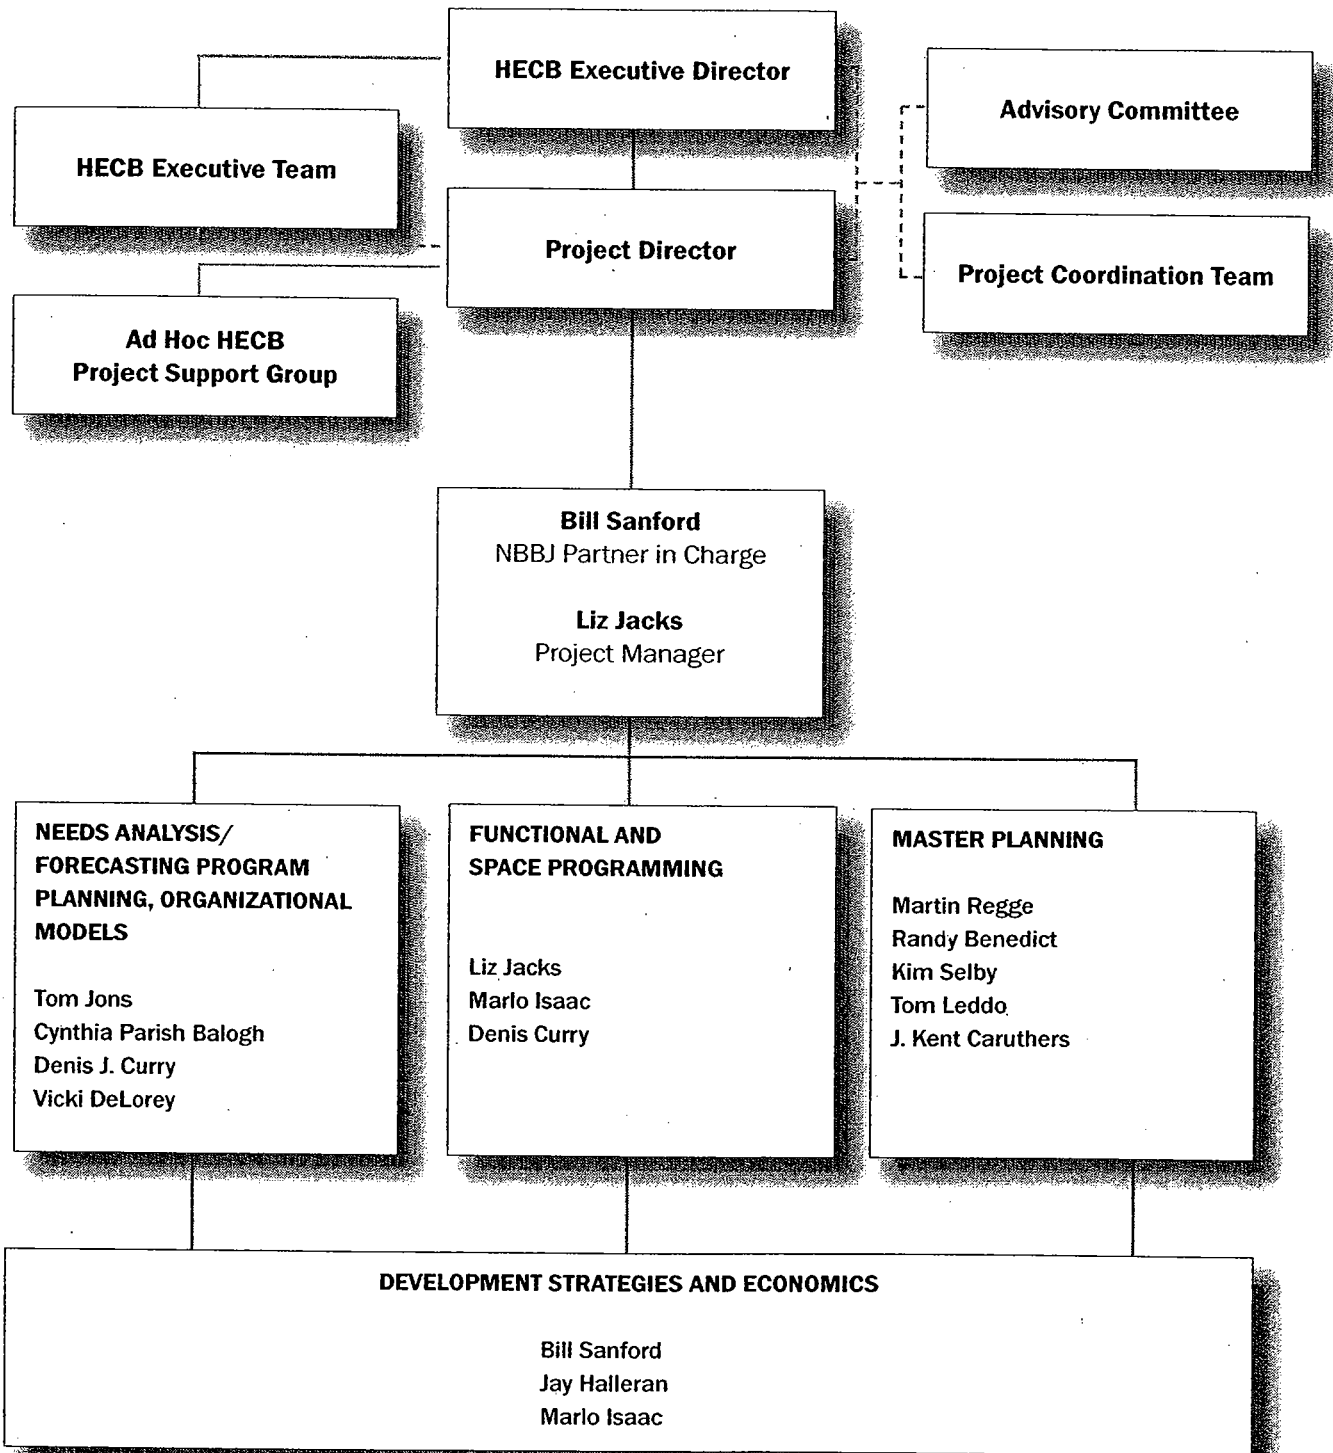 HECB Executive Director
Advisory Committee
HECB Executive Team
Project Director
Project Coordination Team
Ad Hoc HECB
Project Support Group
Bill Sanford
NBBJ Partner in Charge
Liz Jacks
Project Manager
NEEDS ANALYSIS/
FORECASTING PROGRAM
PLANNING, ORGANIZATIONAL
MODELS
Tom Jons
Cynthia Parish Balogh
Denis J. Curry
Vicki DeLorey
FUNCTIONAL AND
SPACE PROGRAMMING
Liz Jacks
Marlo Isaac
Denis Curry
MASTER PLANNING
Martin Regge
Randy Benedict
Kim Selby
Tom Leddo
J. Kent Caruthers
DEVELOPMENT STRATEGIES AND ECONOMICS
Bill Sanford
Jay Halleran
Marlo Isaac